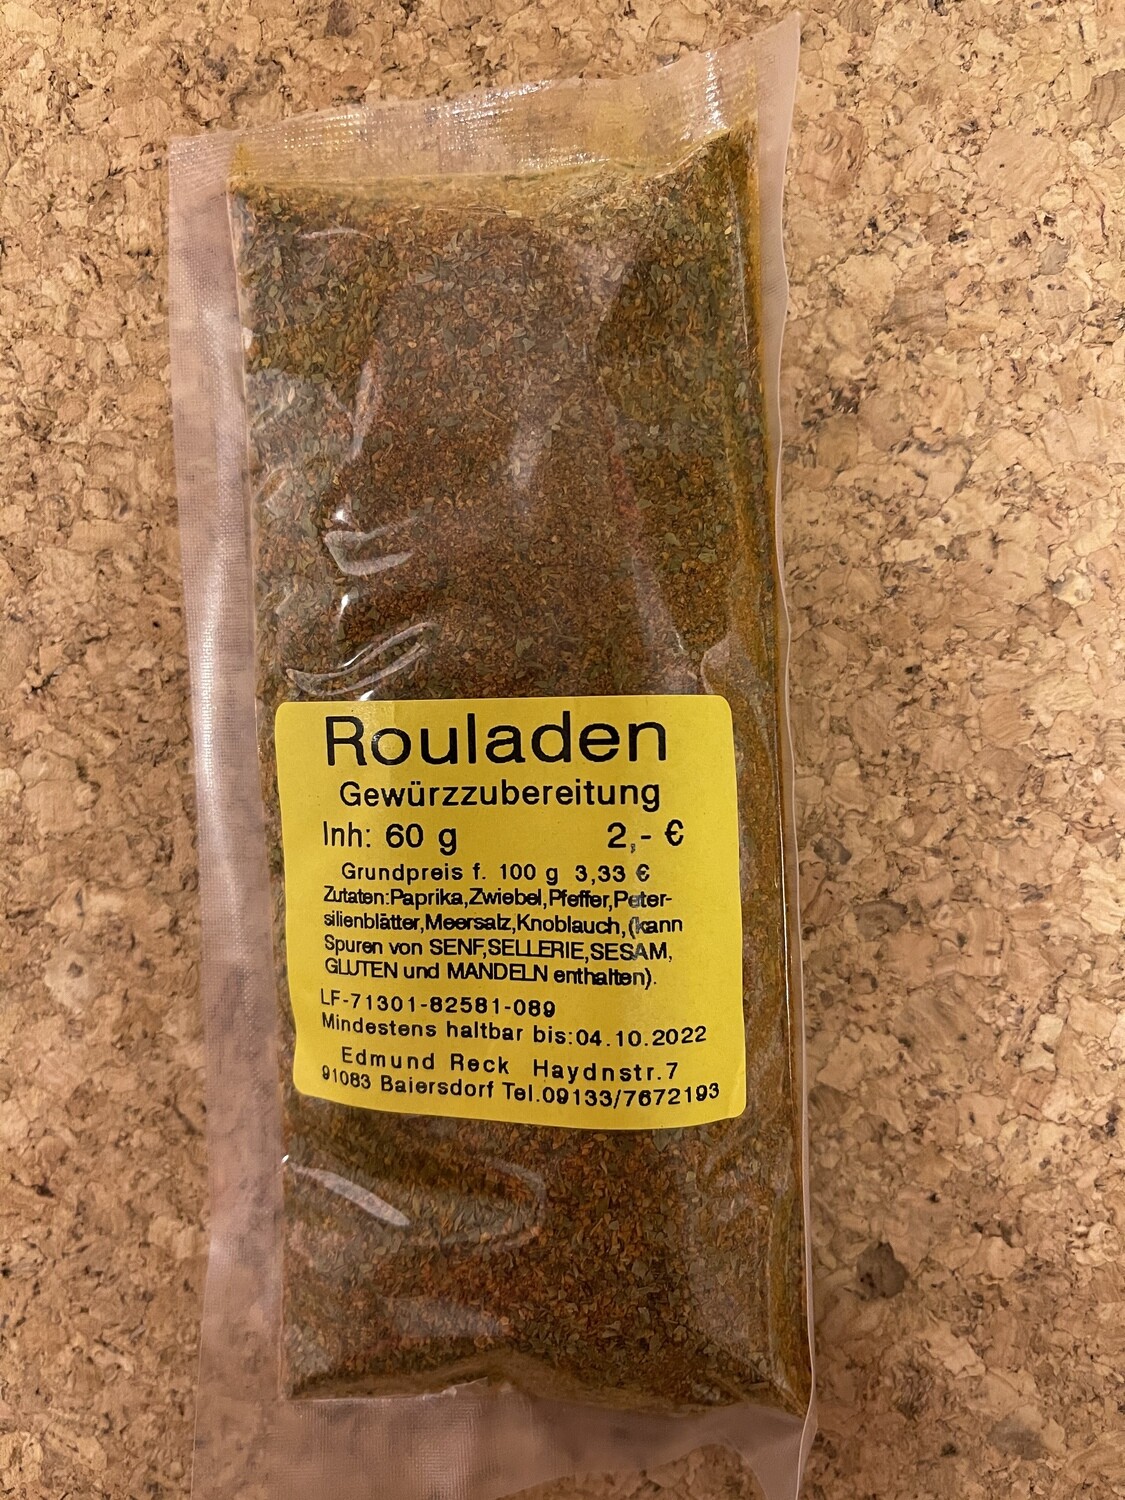 Rouladen
Gewürzzubereitung
Inh: 60 g 2,- €
Grundpreis f. 100 g 3,33 €
Zutaten:Paprika,Zwiebel,Pfeffer,Peter-
silienblätter,Meersalz,Knoblauch,(kann
Spuren von SENF,SELLERIE,SESAM,
GLUTEN und MANDELN enthalten).
LF-71301-82581-089
Mindestens haltbar bis:04.10.2022
Edmund Reck Haydnstr.7
91083 Baiersdorf Tel.09133/7672193